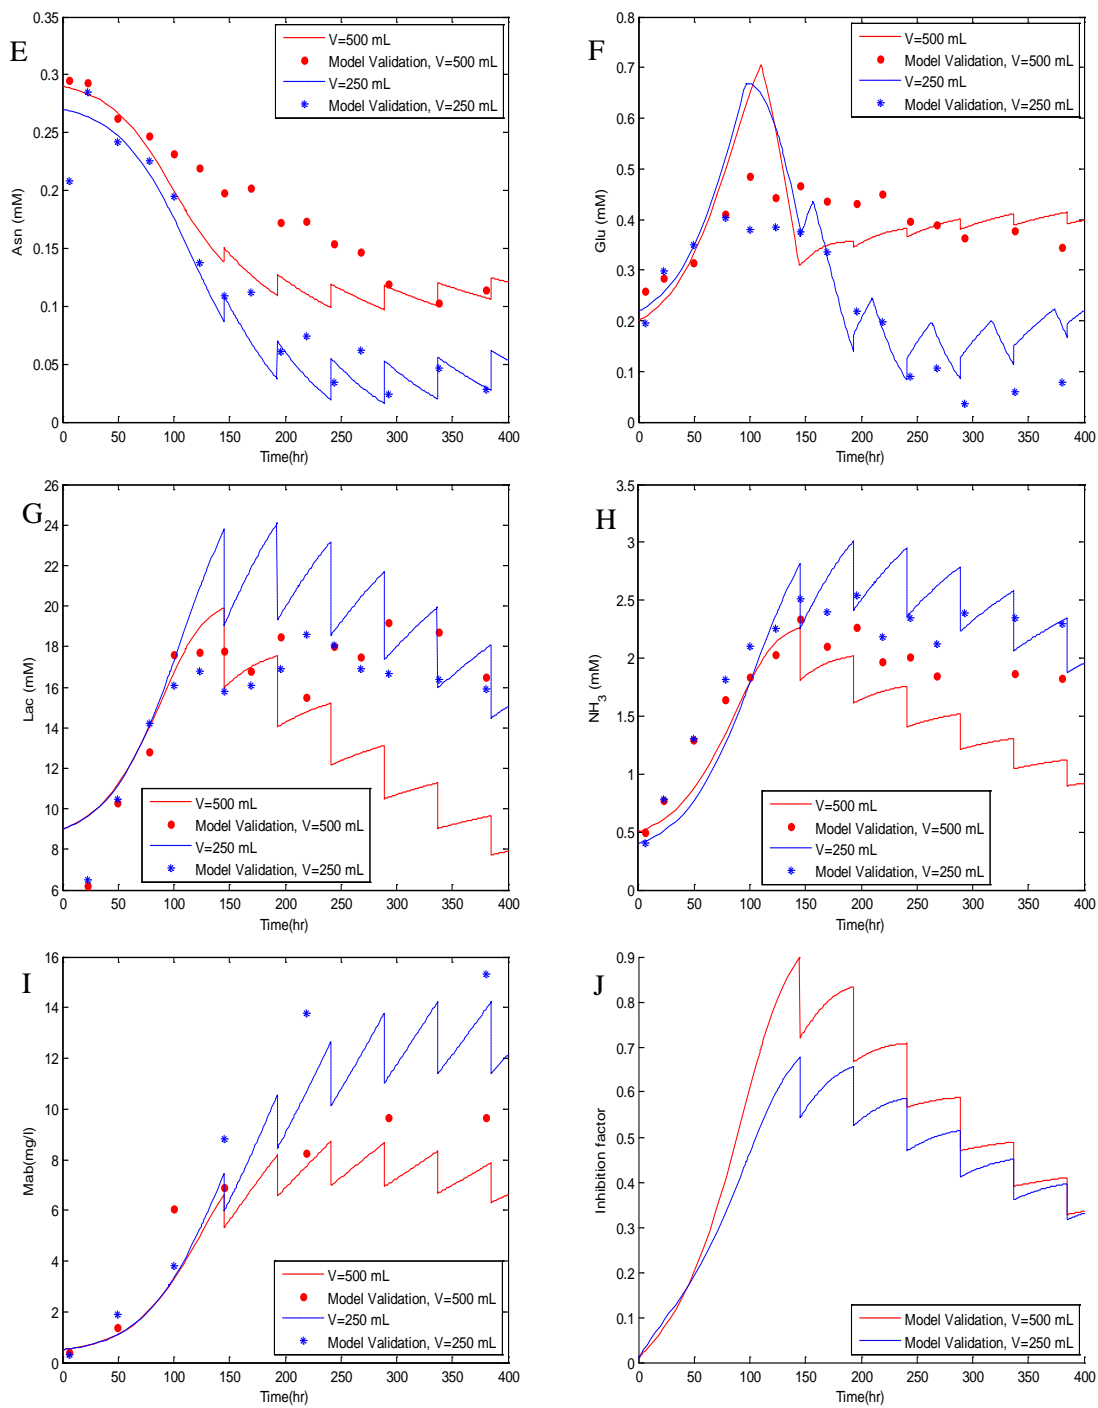 E
0.35
0.3
0.25
0.2
0.15
0.1
0.05
0
Asn (mM)
V=500 mL
Model Validation, V=500 mL
V=250 mL
Model Validation, V=250 mL
0 50 100 150 200 250 300 350 400
Time(hr)
F
0.8
0.7
0.6
0.5
0.4
0.3
0.2
0.1
0
Glu (mM)
V=500 mL
Model Validation, V=500 mL
V=250 mL
Model Validation, V=250 mL
0 50 100 150 200 250 300 350 400
Time(hr)
G
26
24
22
20
18
16
14
12
10
8
6
Lac (mM)
V=500 mL
Model Validation, V=500 mL
V=250 mL
Model Validation, V=250 mL
0 50 100 150 200 250 300 350 400
Time(hr)
H
3.5
3
2.5
2
1.5
1
0.5
0
NH3 (mM)
V=500 mL
Model Validation, V=500 mL
V=250 mL
Model Validation, V=250 mL
0 50 100 150 200 250 300 350 400
Time(hr)
I
16
14
12
10
8
6
4
2
0
Mab(mg/l)
V=500 mL
Model Validation, V=500 mL
V=250 mL
Model Validation, V=250 mL
0 50 100 150 200 250 300 350 400
Time(hr)
J
0.9
0.8
0.7
0.6
0.5
0.4
0.3
0.2
0.1
0
Inhibition factor
Model Validation, V=500 mL
Model Validation, V=250 mL
0 50 100 150 200 250 300 350 400
Time(hr)